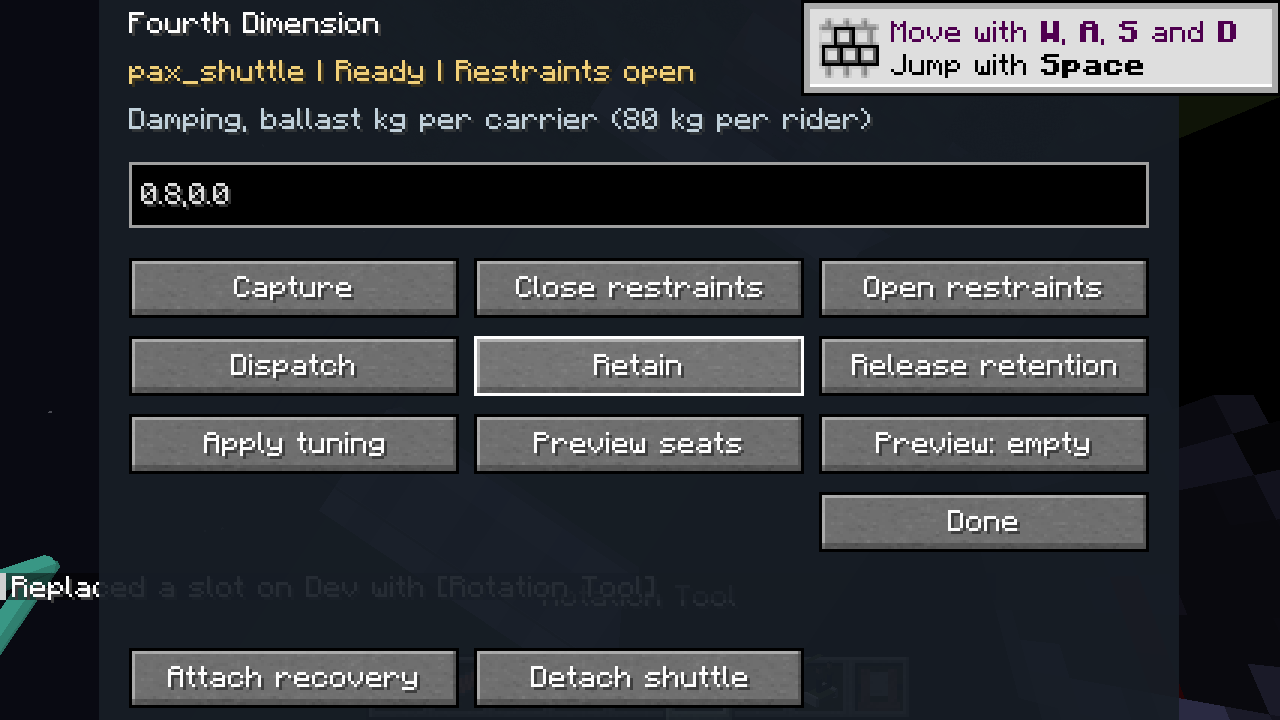 Fourth Dimension
pax_shuttle | Ready | Restraints open
Damping, ballast kg per carrier (80 kg per rider)
Move with W, A, S and D
Jump with Space
0.8,0.0
Capture
Close restraints
Open restraints
Dispatch
Retain
Release retention
Apply tuning
Preview seats
Preview: empty
Done
Replaced a slot on Dev with [Rotation Tool]
Rotation Tool
Attach recovery
Detach shuttle